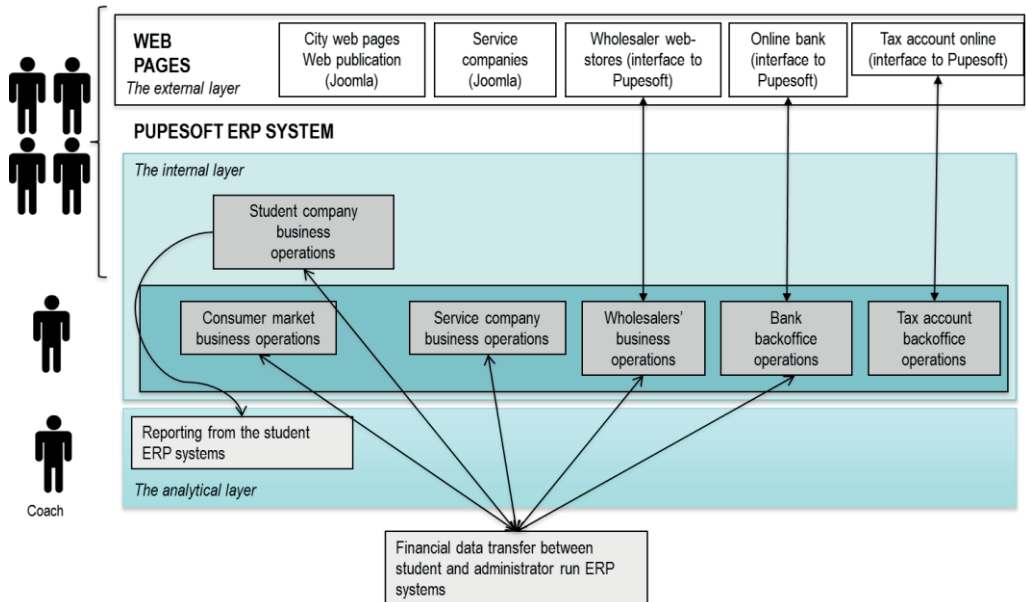 WEB
PAGES
The external layer
City web pages
Web publication
(Joomla)
Service
companies
(Joomla)
Wholesaler web-
stores (interface to
Pupesoft)
Online bank
(interface to
Pupesoft)
Tax account online
(interface to Pupesoft)
PUPESOFT ERP SYSTEM
The internal layer
Student company
business
operations
Consumer market
business operations
Service company
business operations
Wholesalers'
business
operations
Bank
backoffice
operations
Tax account
backoffice
operations
Reporting from the student
ERP systems
The analytical layer
Coach
Financial data transfer between
student and administrator run ERP
systems